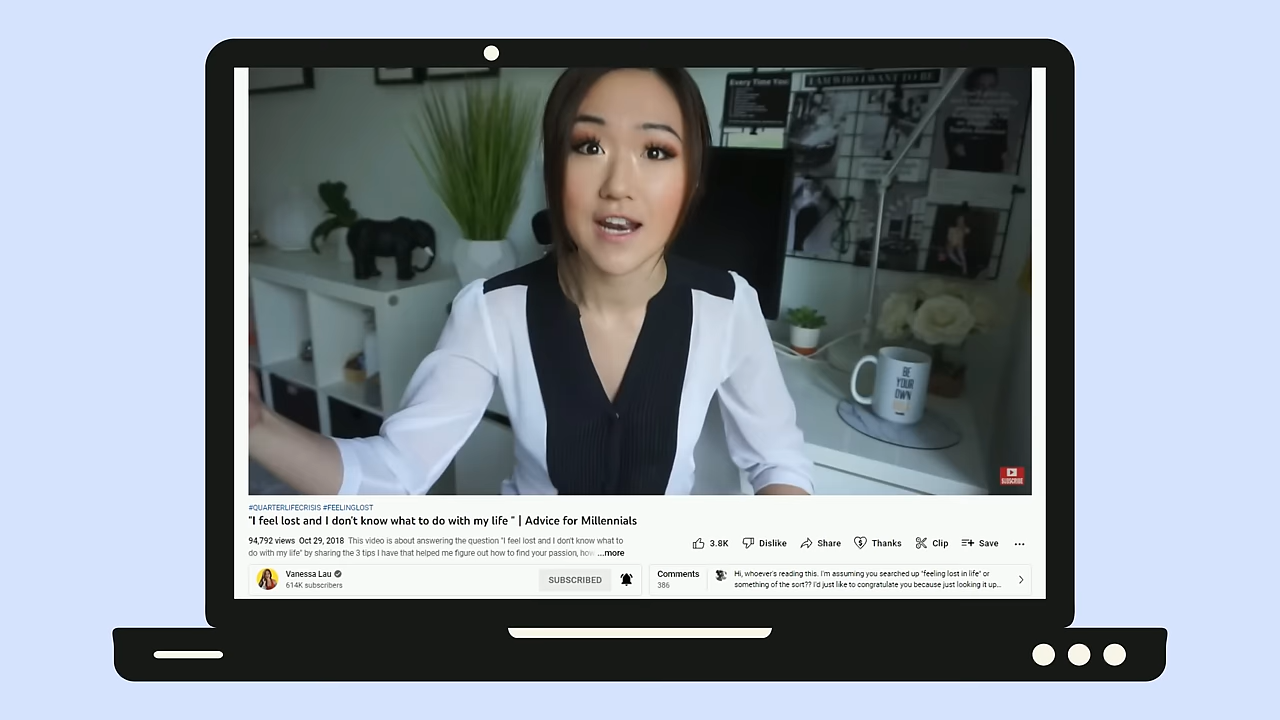 Every Time You
I AM WHO I WANT TO BE
BE
YOUR
OWN
SUBSCRIBE
#QUARTERLIFECRISIS #FEELINGLOST
"I feel lost and I don't know what to do with my life " | Advice for Millennials
94,792 views Oct 29, 2018 This video is about answering the question "I feel lost and I don't know what to
do with my life" by sharing the 3 tips I have that helped me figure out how to find your passion, how ...more
3.8K Dislike Share Thanks Clip Save ...
Vanessa Lau
614K subscribers
SUBSCRIBED
Comments
386
Hi, whoever's reading this. I'm assuming you searched up "feeling lost in life" or
something of the sort?? I'd just like to congratulate you because just looking it up...